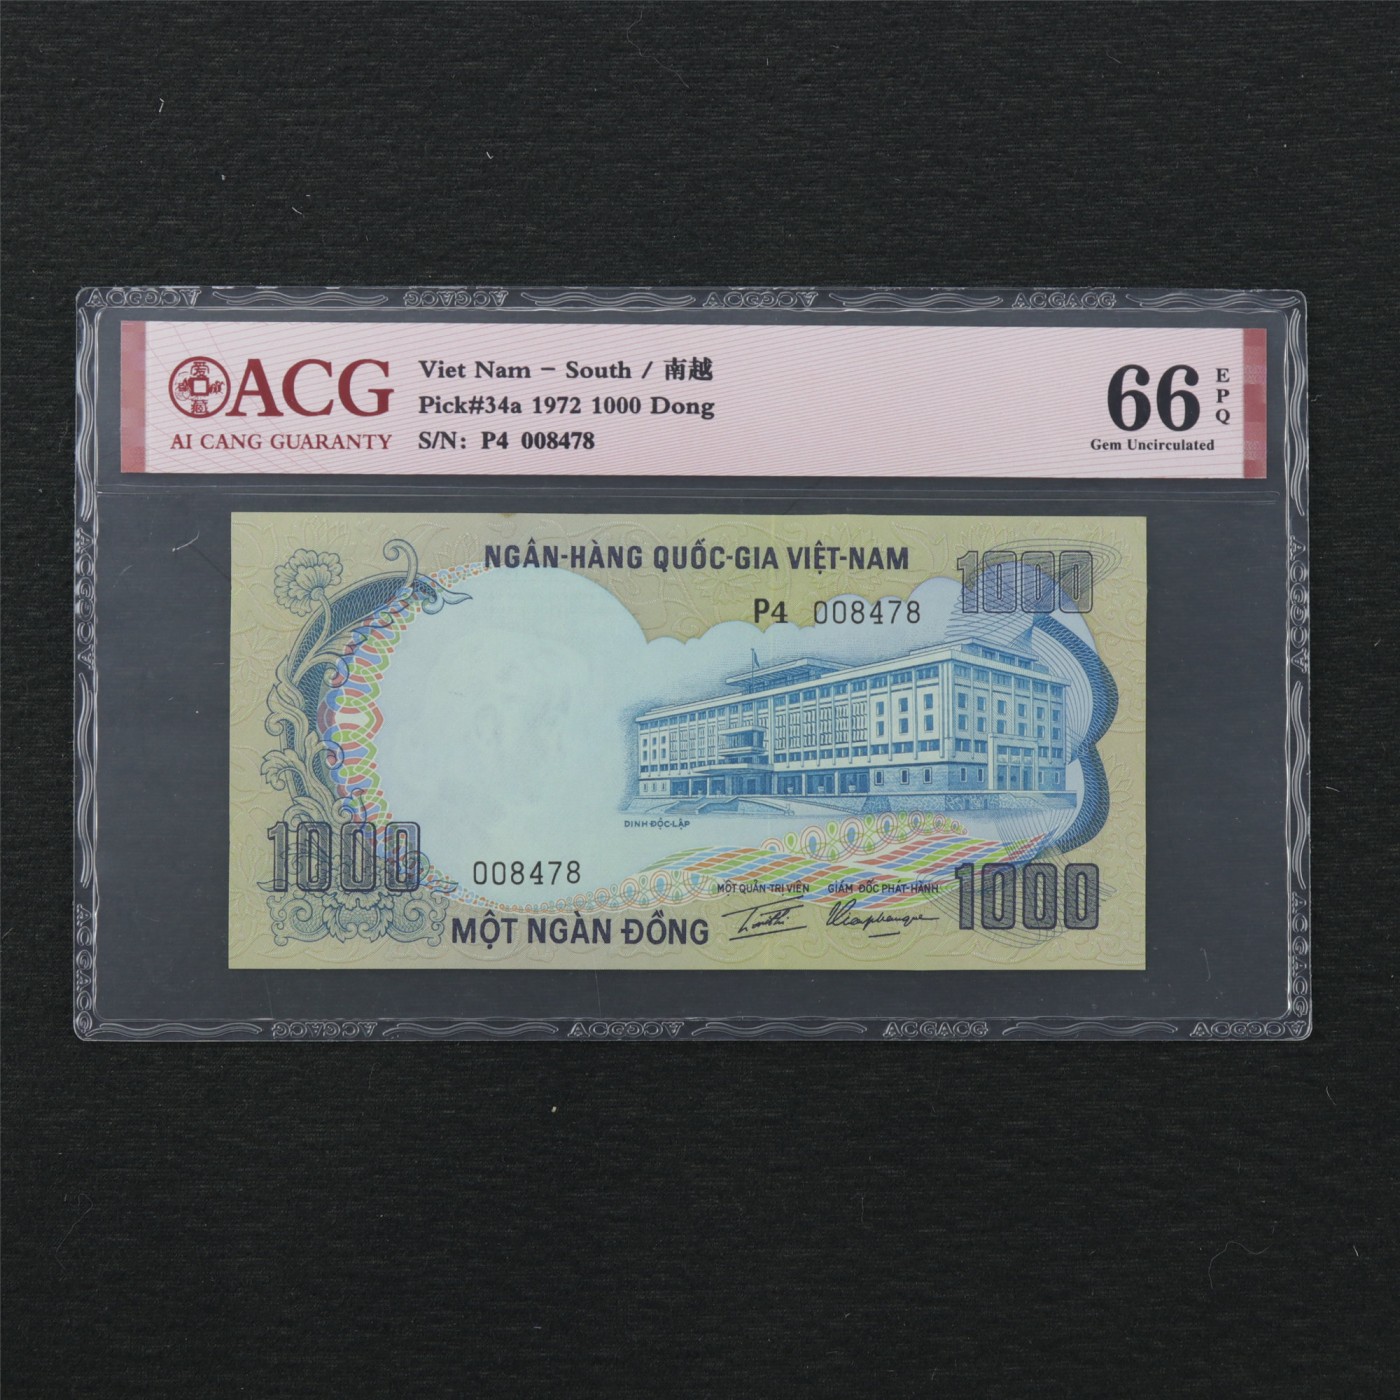 ACG
AI CANG GUARANTY
Viet Nam – South / 南越
Pick#34a 1972 1000 Dong
S/N: P4 008478
66
EPQ
Gem Uncirculated
NGÂN-HÀNG QUỐC-GIA VIỆT-NAM
1000
P4 008478
DINH ĐỘC-LẬP
1000
008478
MỘT QUẢN-TRỊ VIÊN GIÁM ĐỐC PHÁT-HÀNH
1000
MỘT NGÀN ĐỒNG